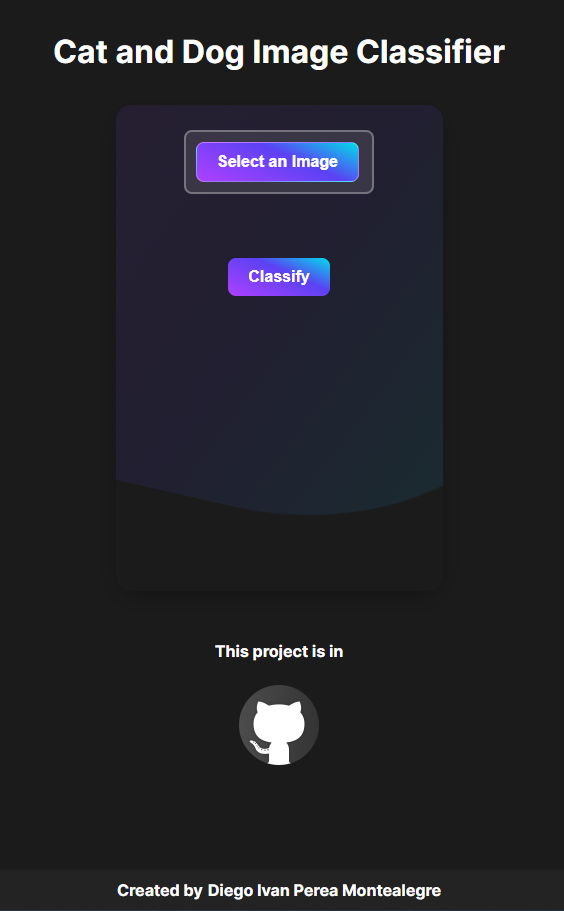 Cat and Dog Image Classifier
Select an Image
Classify
This project is in
Created by Diego Ivan Perea Montealegre